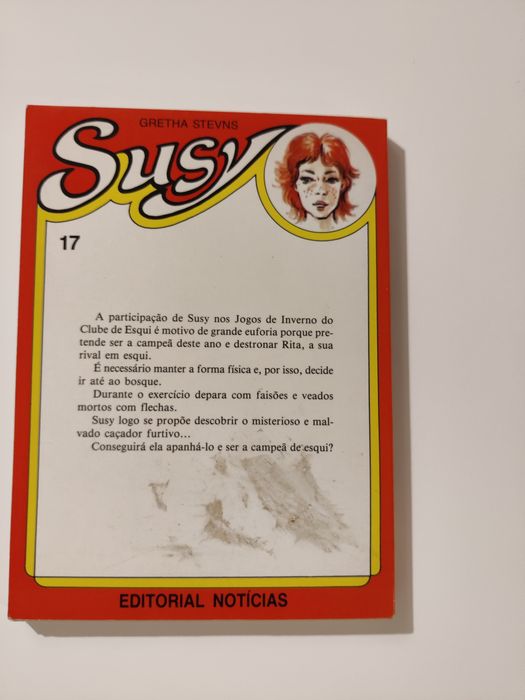 GRETHA STEVNS
Susy
17
A participação de Susy nos Jogos de Inverno do
Clube de Esqui é motivo de grande euforia porque pre-
tende ser a campeã deste ano e destronar Rita, a sua
rival em esqui.
É necessário manter a forma física e, por isso, decide
ir até ao bosque.
Durante o exercício depara com faisões e veados
mortos com flechas.
Susy logo se propõe descobrir o misterioso e mal-
vado caçador furtivo...
Conseguirá ela apanhá-lo e ser a campeã de esqui?
EDITORIAL NOTÍCIAS